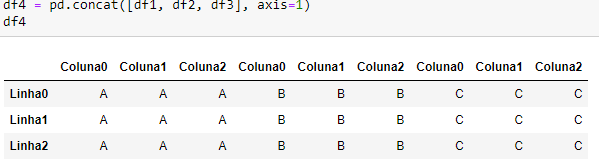 df4 = pd.concat([df1, df2, df3], axis=1)
df4
Coluna0 Coluna1 Coluna2 Coluna0 Coluna1 Coluna2 Coluna0 Coluna1 Coluna2
Linha0 A A A B B B C C C
Linha1 A A A B B B C C C
Linha2 A A A B B B C C C